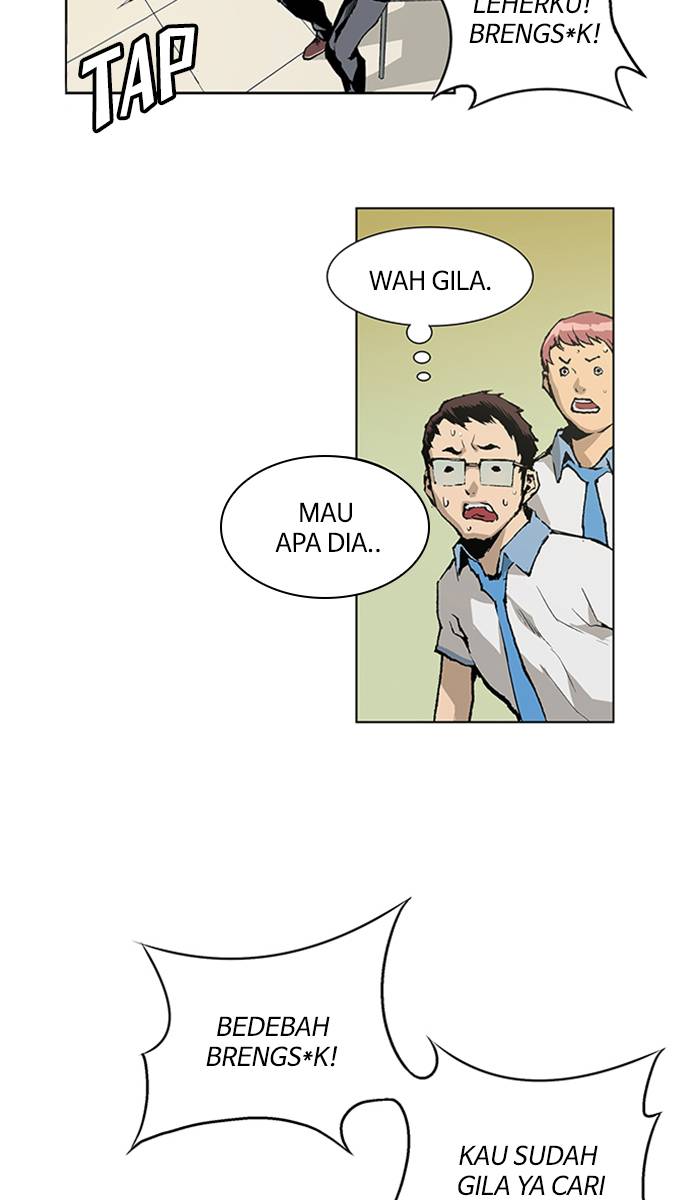 LEHERKU!
BRENGS*K!
TAP
WAH GILA.
MAU
APA DIA..
BEDEBAH
BRENGS*K!
KAU SUDAH
GILA YA CARI